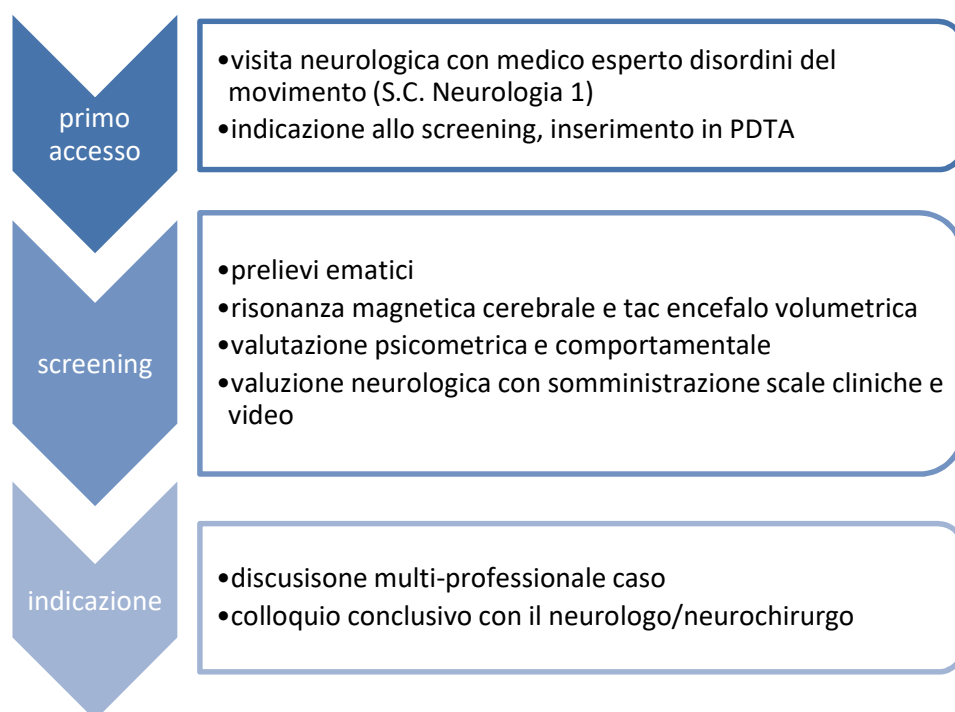 primo
accesso
•visita neurologica con medico esperto disordini del
movimento (S.C. Neurologia 1)
•indicazione allo screening, inserimento in PDTA
screening
•prelievi ematici
•risonanza magnetica cerebrale e tac encefalo volumetrica
•valutazione psicometrica e comportamentale
•valuzione neurologica con somministrazione scale cliniche e
video
indicazione
•discusisone multi-professionale caso
•colloquio conclusivo con il neurologo/neurochirurgo